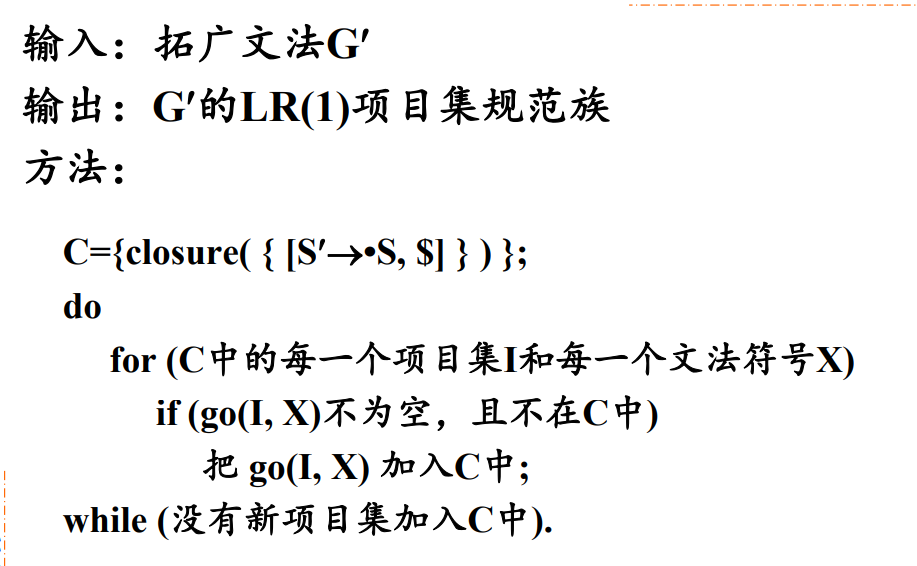 输入：拓广文法G′
输出：G′的LR(1)项目集规范族
方法：
C={closure( { [S′→•S, $] } ) };
do
for (C中的每一个项目集I和每一个文法符号X)
if (go(I, X)不为空，且不在C中)
把 go(I, X) 加入C中;
while (没有新项目集加入C中).